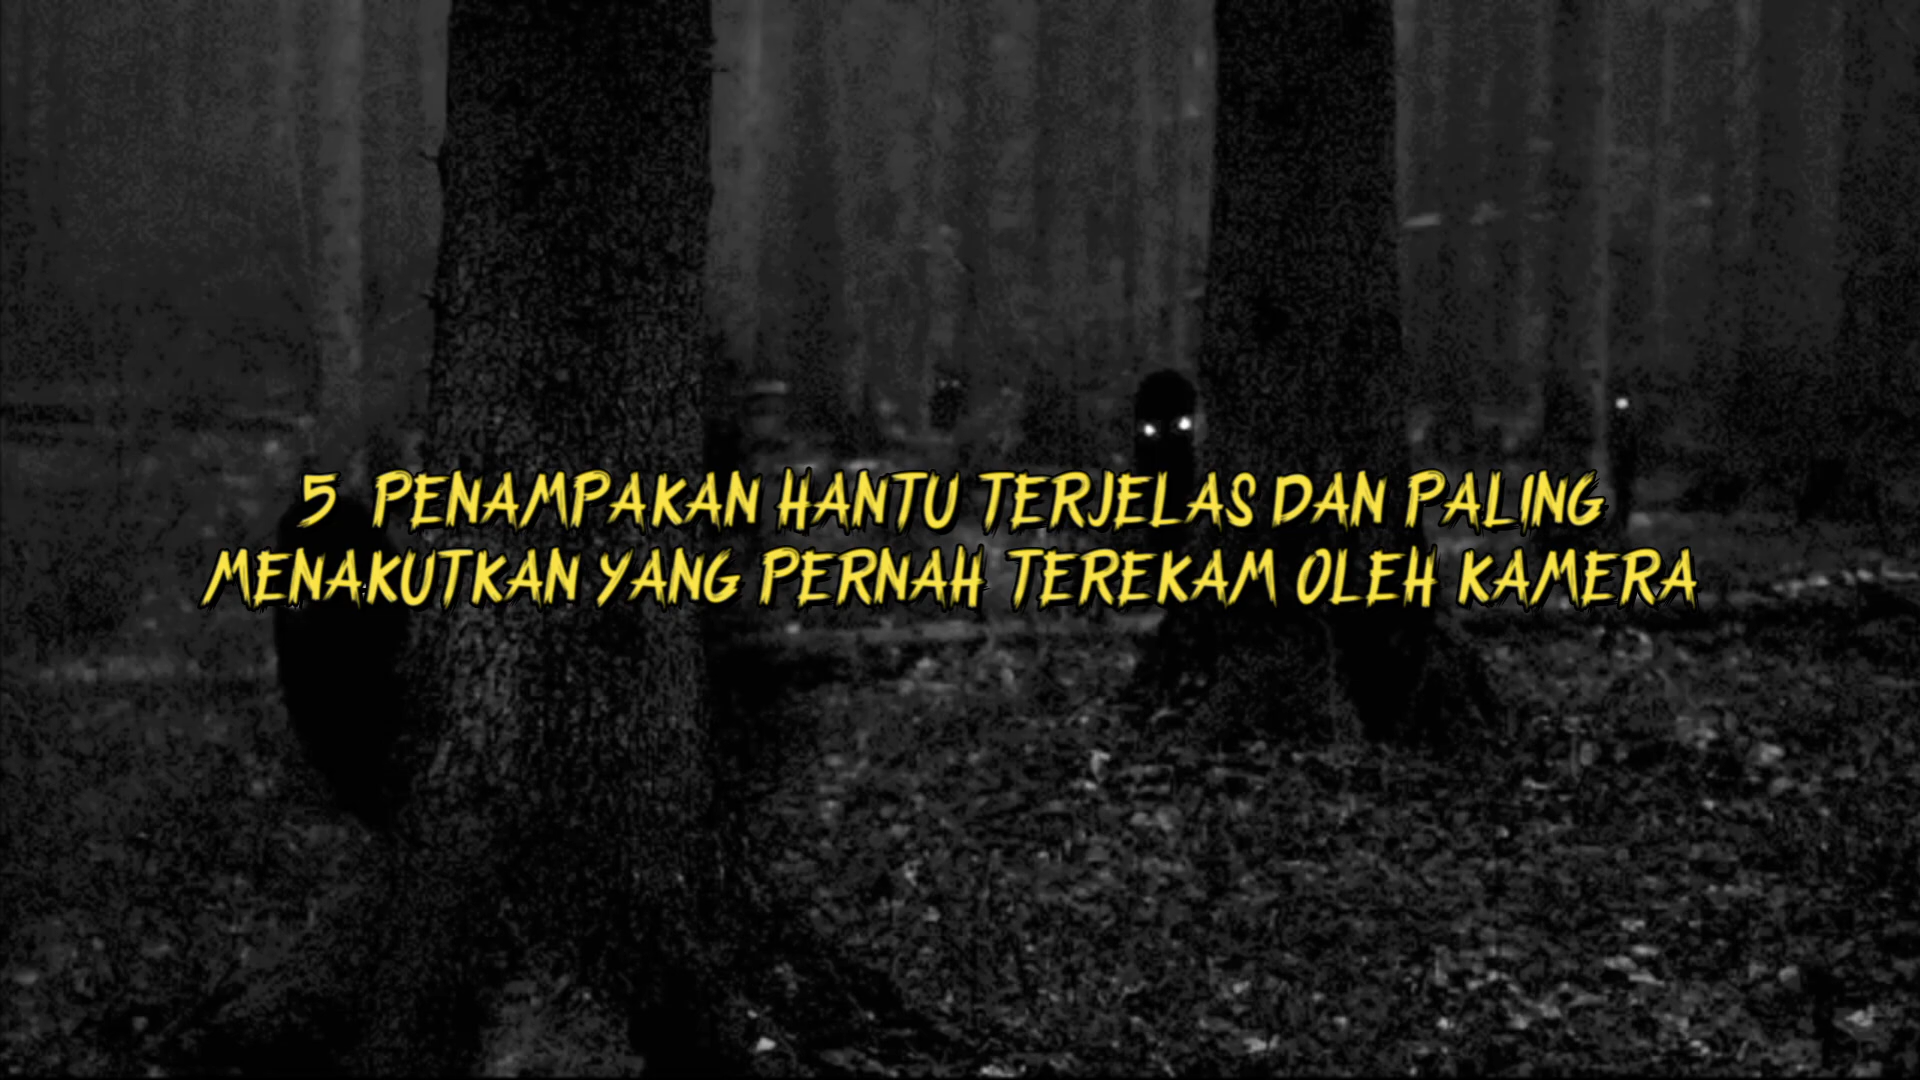 5 PENAMPAKAN HANTU TERJELAS DAN PALING
MENAKUTKAN YANG PERNAH TEREKAM OLEH KAMERA